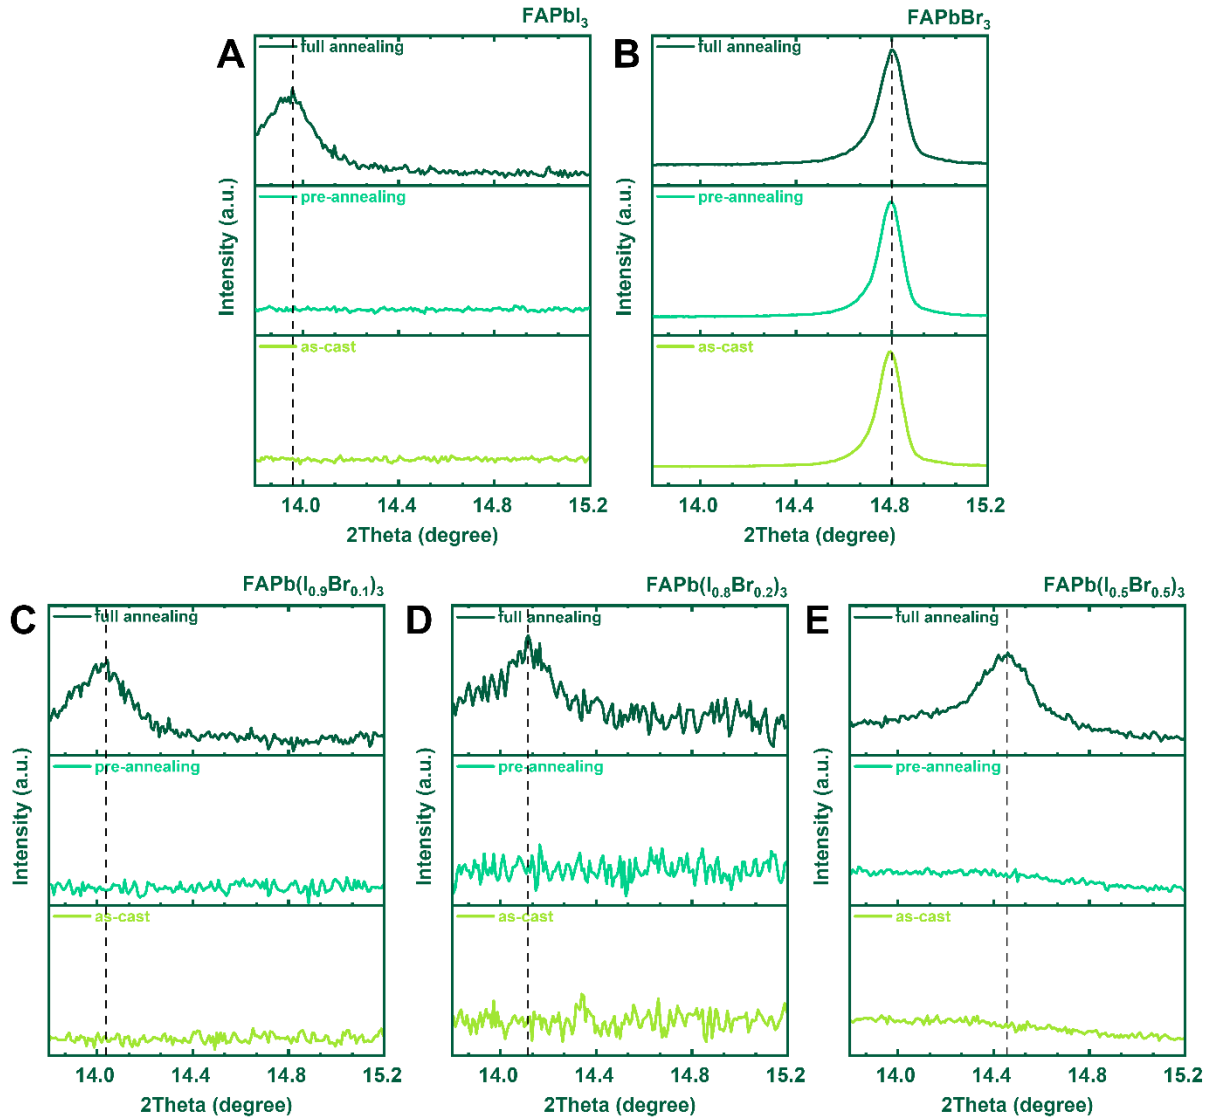 A
FAPbI₃
full annealing
pre-annealing
as-cast
Intensity (a.u.)
14.0 14.4 14.8 15.2
2Theta (degree)
B
FAPbBr₃
full annealing
pre-annealing
as-cast
Intensity (a.u.)
14.0 14.4 14.8 15.2
2Theta (degree)
C
FAPb(I₀.₉Br₀.₁)₃
full annealing
pre-annealing
as-cast
Intensity (a.u.)
14.0 14.4 14.8 15.2
2Theta (degree)
D
FAPb(I₀.₈Br₀.₂)₃
full annealing
pre-annealing
as-cast
Intensity (a.u.)
14.0 14.4 14.8 15.2
2Theta (degree)
E
FAPb(I₀.₅Br₀.₅)₃
full annealing
pre-annealing
as-cast
Intensity (a.u.)
14.0 14.4 14.8 15.2
2Theta (degree)